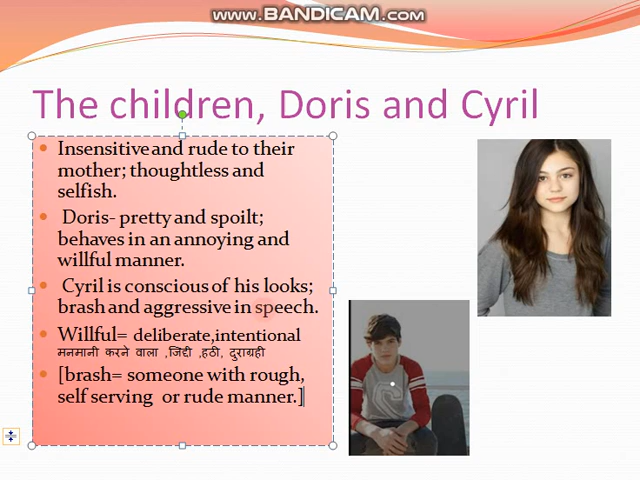 www.BANDICAM.com
The children, Doris and Cyril
Insensitive and rude to their
mother; thoughtless and
selfish.
Doris- pretty and spoilt;
behaves in an annoying and
willful manner.
Cyril is conscious of his looks;
brash and aggressive in speech.
Willful= deliberate,intentional
मनमानी करने वाला ,जिद्दी ,हठी, दुराग्रही
[brash= someone with rough,
self serving or rude manner.]